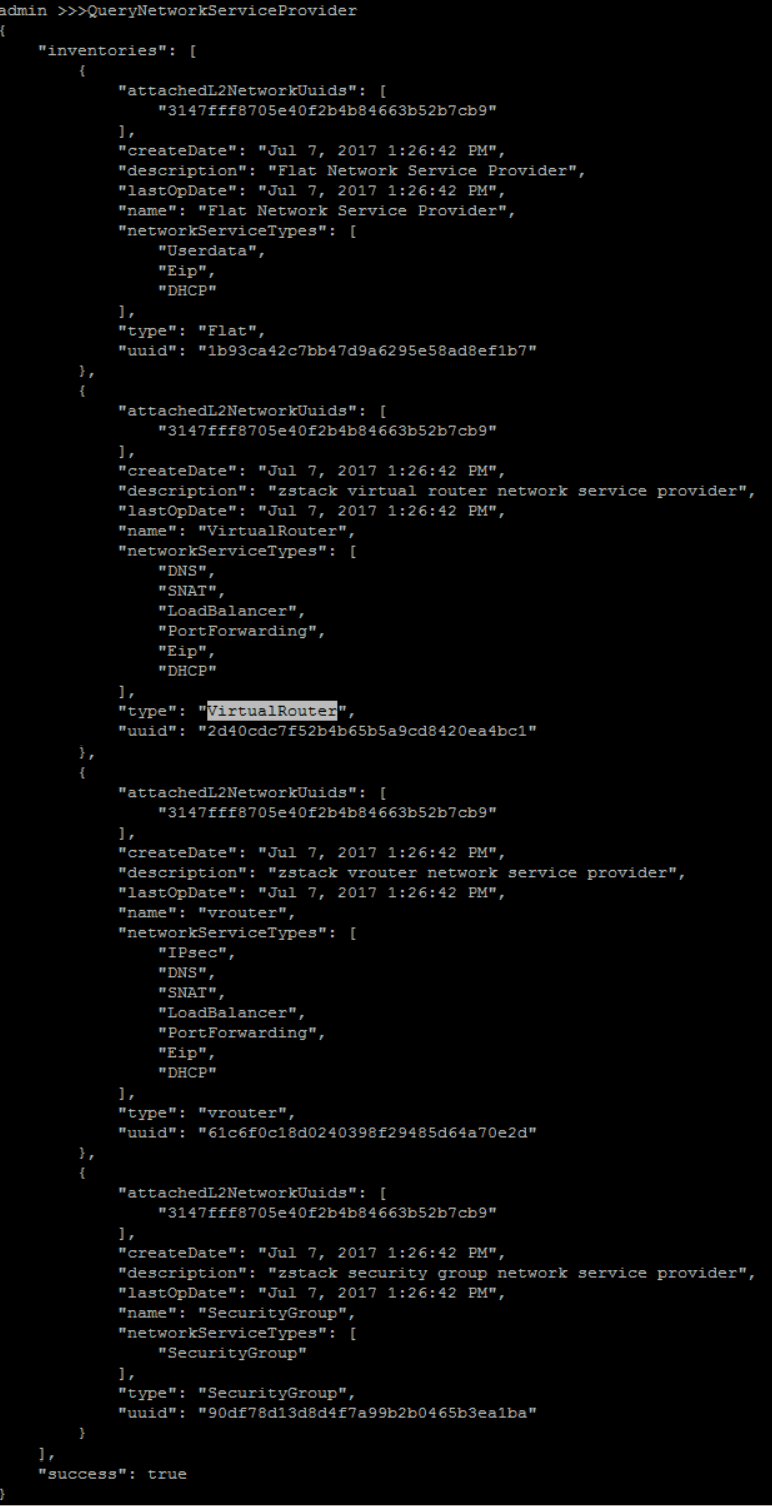 admin >>>QueryNetworkServiceProvider
{
    "inventories": [
        {
            "attachedL2NetworkUuids": [
                "3147fff8705e40f2b4b84663b52b7cb9"
            ],
            "createDate": "Jul 7, 2017 1:26:42 PM",
            "description": "Flat Network Service Provider",
            "lastOpDate": "Jul 7, 2017 1:26:42 PM",
            "name": "Flat Network Service Provider",
            "networkServiceTypes": [
                "Userdata",
                "Eip",
                "DHCP"
            ],
            "type": "Flat",
            "uuid": "1b93ca42c7bb47d9a6295e58ad8ef1b7"
        },
        {
            "attachedL2NetworkUuids": [
                "3147fff8705e40f2b4b84663b52b7cb9"
            ],
            "createDate": "Jul 7, 2017 1:26:42 PM",
            "description": "zstack virtual router network service provider",
            "lastOpDate": "Jul 7, 2017 1:26:42 PM",
            "name": "VirtualRouter",
            "networkServiceTypes": [
                "DNS",
                "SNAT",
                "LoadBalancer",
                "PortForwarding",
                "Eip",
                "DHCP"
            ],
            "type": "VirtualRouter",
            "uuid": "2d40cdc7f52b4b65b5a9cd8420ea4bc1"
        },
        {
            "attachedL2NetworkUuids": [
                "3147fff8705e40f2b4b84663b52b7cb9"
            ],
            "createDate": "Jul 7, 2017 1:26:42 PM",
            "description": "zstack vrouter network service provider",
            "lastOpDate": "Jul 7, 2017 1:26:42 PM",
            "name": "vrouter",
            "networkServiceTypes": [
                "IPsec",
                "DNS",
                "SNAT",
                "LoadBalancer",
                "PortForwarding",
                "Eip",
                "DHCP"
            ],
            "type": "vrouter",
            "uuid": "61c6f0c18d0240398f29485d64a70e2d"
        },
        {
            "attachedL2NetworkUuids": [
                "3147fff8705e40f2b4b84663b52b7cb9"
            ],
            "createDate": "Jul 7, 2017 1:26:42 PM",
            "description": "zstack security group network service provider",
            "lastOpDate": "Jul 7, 2017 1:26:42 PM",
            "name": "SecurityGroup",
            "networkServiceTypes": [
                "SecurityGroup"
            ],
            "type": "SecurityGroup",
            "uuid": "90df78d13d8d4f7a99b2b0465b3ea1ba"
        }
    ],
    "success": true
}